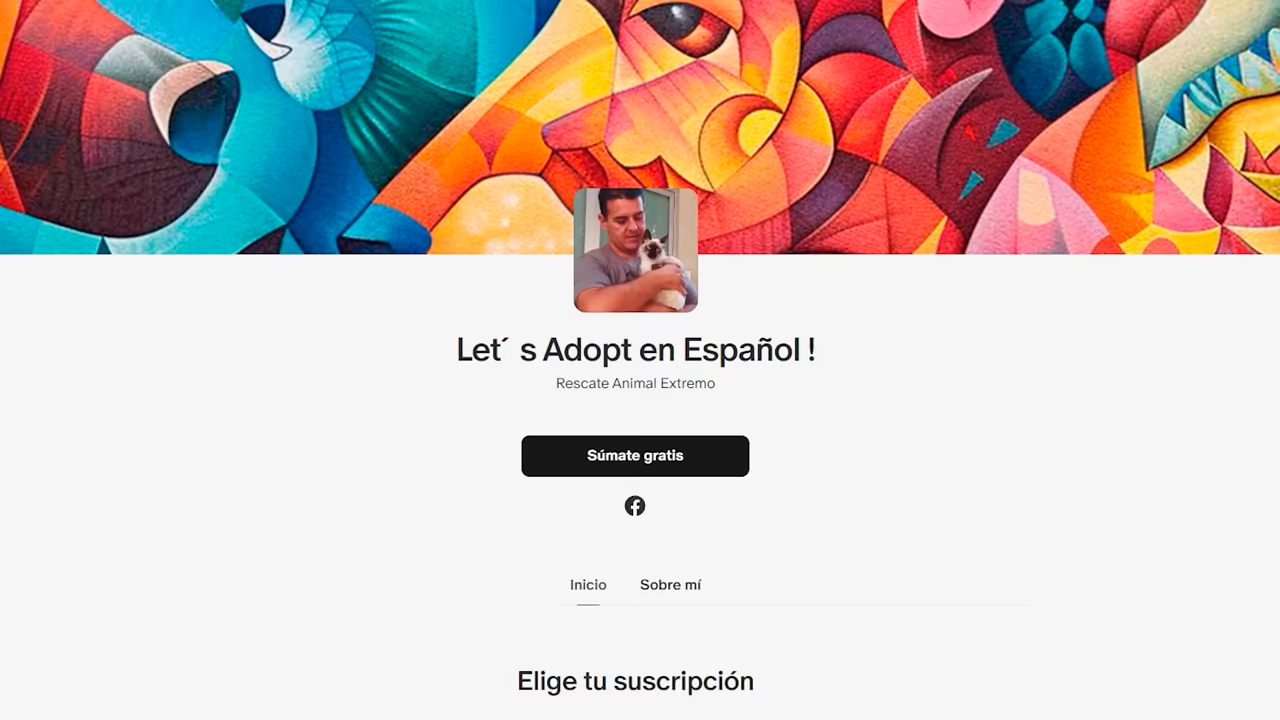 Let´ s Adopt en Español !
Rescate Animal Extremo
Súmate gratis
Inicio Sobre mí
Elige tu suscripción